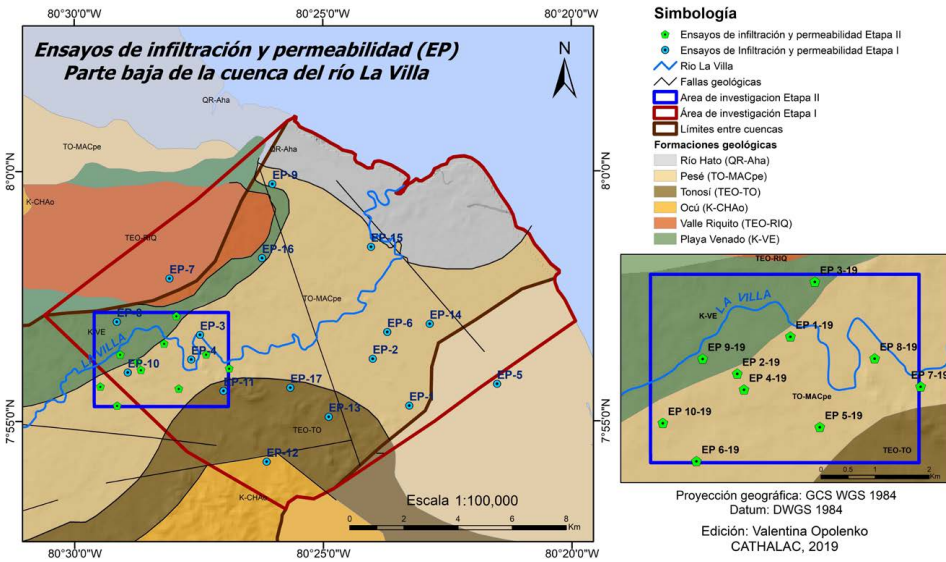 80°30'0"W
80°25'0"W
80°20'0"W
Ensayos de infiltración y permeabilidad (EP)
Parte baja de la cuenca del río La Villa
N
QR-Aha
TO-MACpe
QR-Aha
8°0'0"N
8°0'0"N
EP-9
K-CHAo
TEO-RIQ
EP-16
EP-15
EP-7
TO-MACpe
EP-8
K-VE
EP-3
EP-14
EP-6
LA VILLA
EP-4
EP-2
EP-10
EP-11
EP-17
EP-5
EP-1
7°55'0"N
7°55'0"N
EP-13
TEO-TO
EP-12
K-CHAo
Escala 1:100,000
0 2 4 6 8
Km
80°30'0"W
80°25'0"W
80°20'0"W
Simbología
Ensayos de infiltración y permeabilidad Etapa II
Ensayos de Infiltración y permeabilidad Etapa I
Rio La Villa
Fallas geológicas
Area de investigacion Etapa II
Área de investigación Etapa I
Límites entre cuencas
Formaciones geológicas
Río Hato (QR-Aha)
Pesé (TO-MACpe)
Tonosí (TEO-TO)
Ocú (K-CHAo)
Valle Riquito (TEO-RIQ)
Playa Venado (K-VE)
TEO-RIQ
EP 3-19
LA VILLA
K-VE
EP 1-19
EP 9-19
EP 8-19
EP 2-19
EP 4-19
EP 7-19
TO-MACpe
EP 10-19
EP 5-19
EP 6-19
TEO-TO
0 0.5 1 2
Km
Proyección geográfica: GCS WGS 1984
Datum: DWGS 1984
Edición: Valentina Opolenko
CATHALAC, 2019